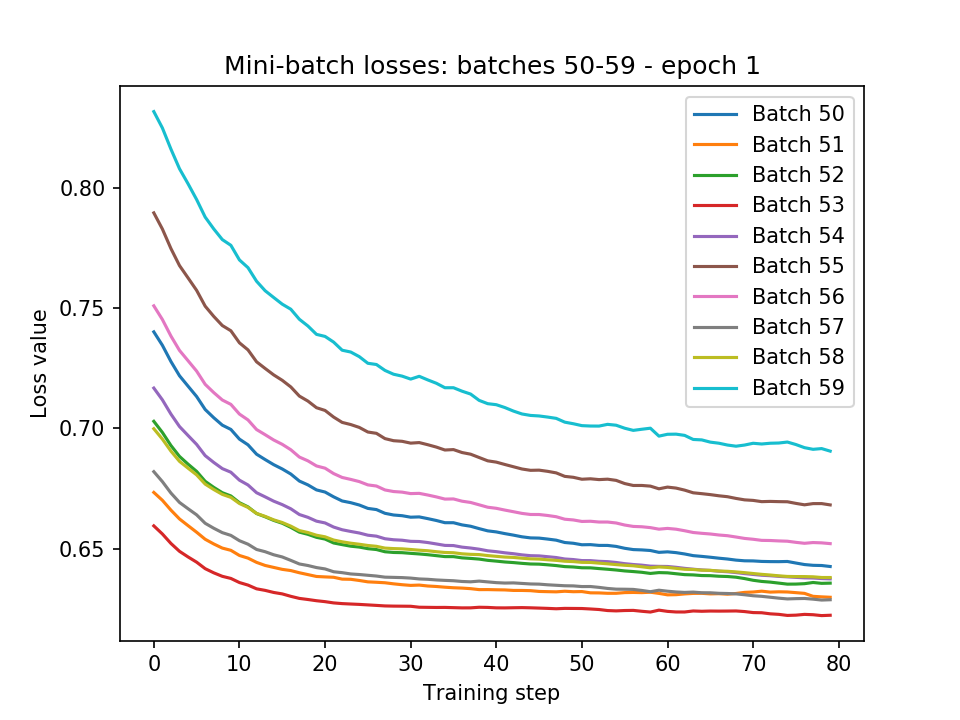 Mini-batch losses: batches 50-59 - epoch 1
Loss value
0.80
0.75
0.70
0.65
0
10
20
30
40
50
60
70
80
Training step
Batch 50
Batch 51
Batch 52
Batch 53
Batch 54
Batch 55
Batch 56
Batch 57
Batch 58
Batch 59